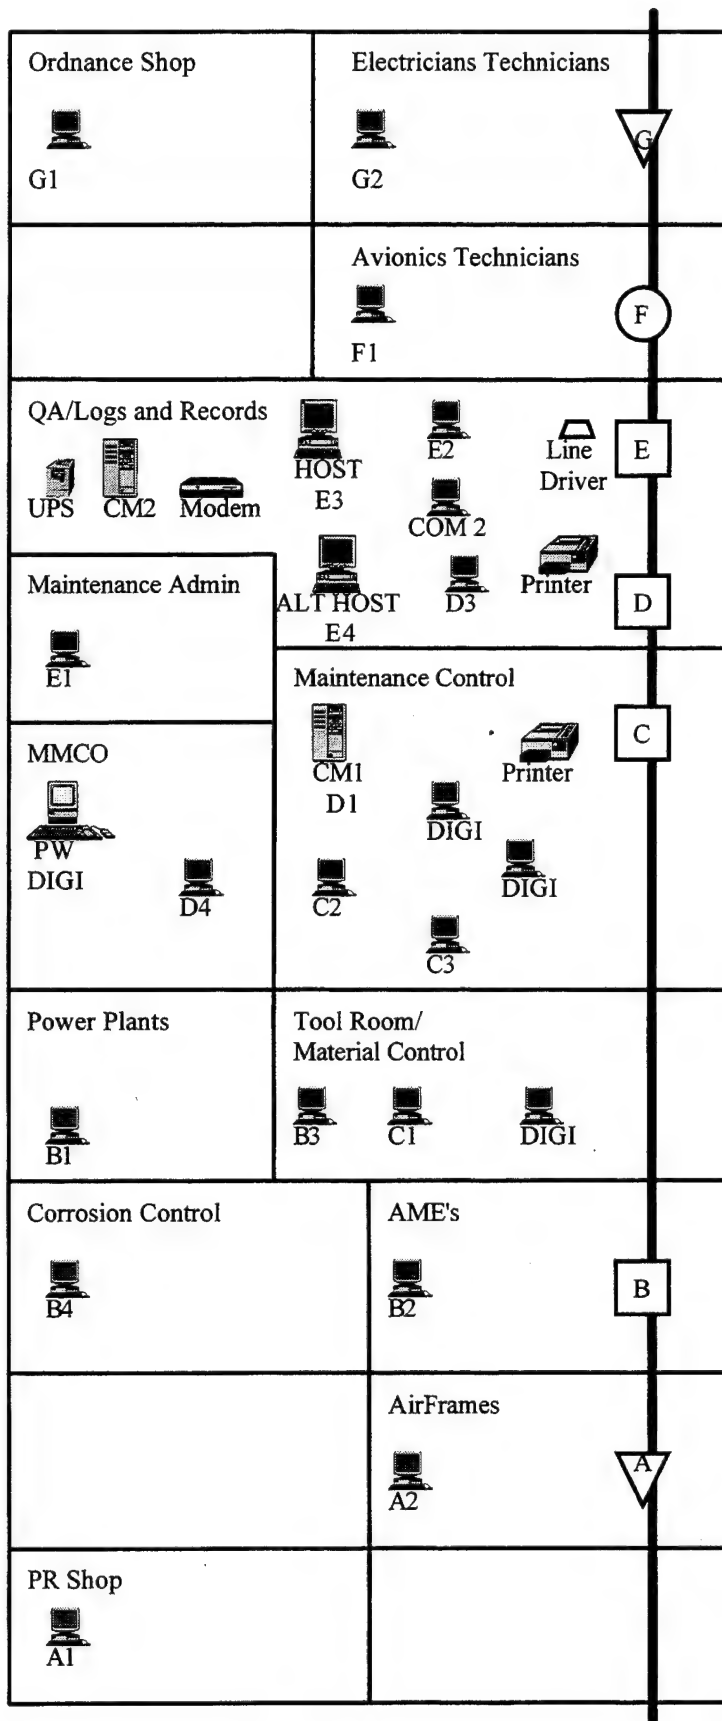 Ordnance Shop
G1
Electricians Technicians
G2
G
Avionics Technicians
F1
F
QA/Logs and Records
UPS
CM2
Modem
HOST
E3
E2
COM 2
Line
Driver
E
ALT HOST
E4
D3
Printer
D
Maintenance Admin
E1
Maintenance Control
CM1
D1
Printer
C
DIGI
DIGI
C2
C3
MMCO
PW
DIGI
D4
Power Plants
B1
Tool Room/
Material Control
B3
C1
DIGI
Corrosion Control
B4
AME's
B2
B
AirFrames
A2
A
PR Shop
A1